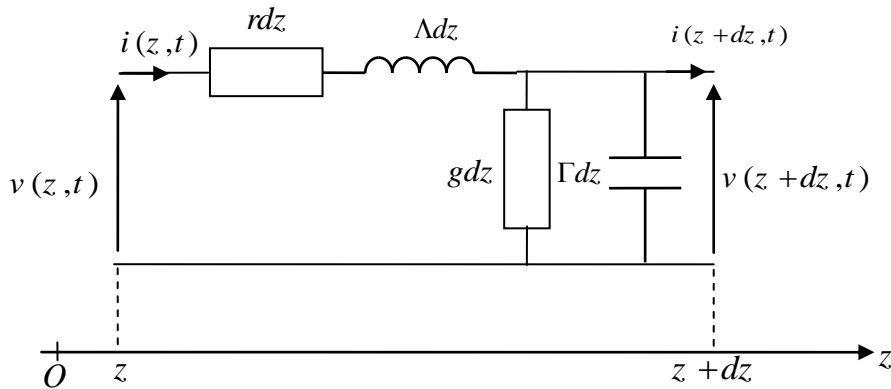 i(z,t)
rdz
Λdz
i(z+dz,t)
v(z,t)
gdz
Γdz
v(z+dz,t)
O
z
z+dz
z